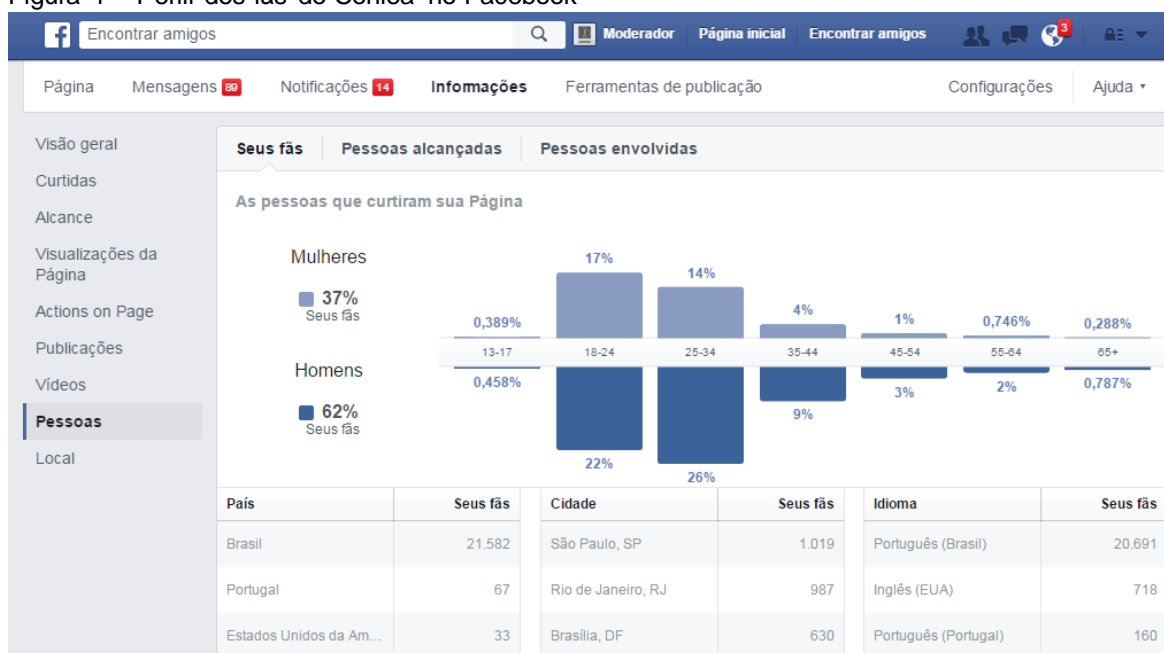 Figura dos fãs no Facebook
f Encontrar amigos Moderador Página inicial Encontrar amigos 3
Página Mensagens 89 Notificações 14 Informações Ferramentas de publicação Configurações Ajuda
Visão geral
Curtidas
Alcance
Visualizações da
Página
Actions on Page
Publicações
Vídeos
Pessoas
Local
Seus fãs Pessoas alcançadas Pessoas envolvidas
As pessoas que curtiram sua Página
Mulheres
37%
Seus fãs
0,389% 17% 14% 4% 1% 0,746% 0,288%
13-17 18-24 25-34 35-44 45-54 55-64 65+
Homens
62%
Seus fãs
0,458% 22% 26% 9% 3% 2% 0,787%
País Seus fãs Cidade Seus fãs Idioma Seus fãs
Brasil 21.582 São Paulo, SP 1.019 Português (Brasil) 20.691
Portugal 67 Rio de Janeiro, RJ 987 Inglês (EUA) 718
Estados Unidos da Am... 33 Brasília, DF 630 Português (Portugal) 160